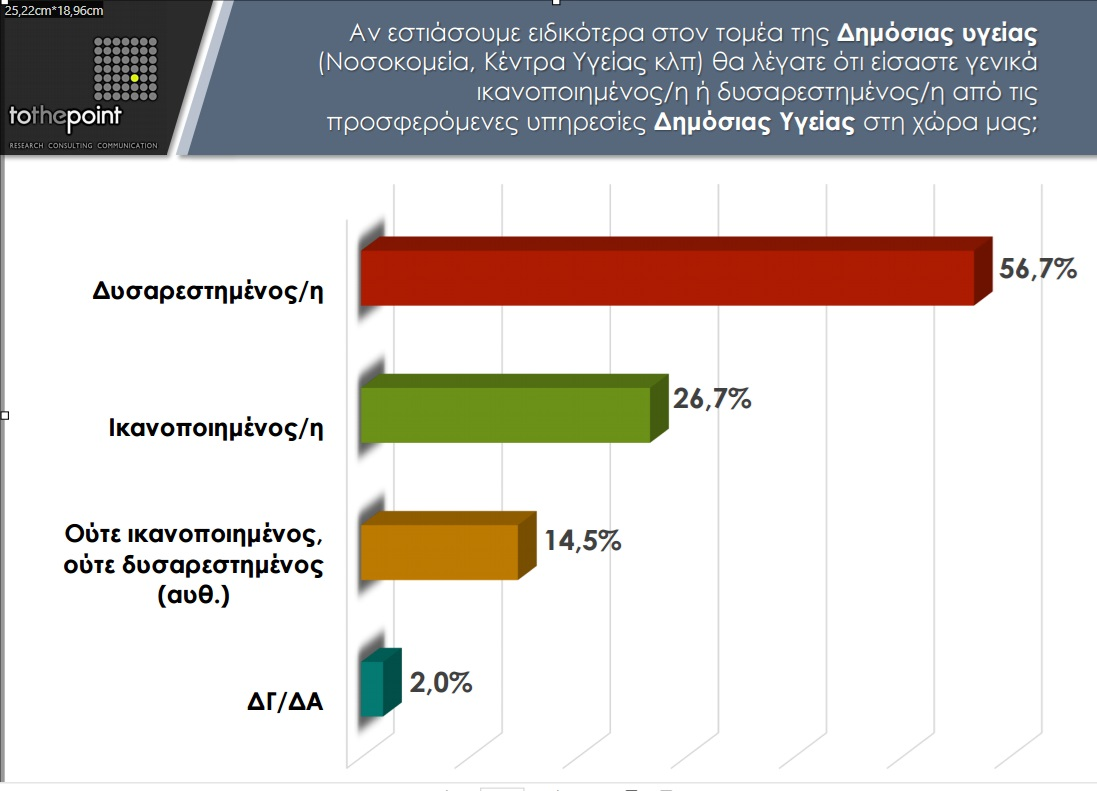 25,22cm*18,96cm
tothepoint
RESEARCH CONSULTING COMMUNICATION
Αν εστιάσουμε ειδικότερα στον τομέα της Δημόσιας υγείας
(Νοσοκομεία, Κέντρα Υγείας κλπ) θα λέγατε ότι είσαστε γενικά
ικανοποιημένος/η ή δυσαρεστημένος/η από τις
προσφερόμενες υπηρεσίες Δημόσιας Υγείας στη χώρα μας;
Δυσαρεστημένος/η
56,7%
Ικανοποιημένος/η
26,7%
Ούτε ικανοποιημένος,
ούτε δυσαρεστημένος
(αυθ.)
14,5%
ΔΓ/ΔΑ
2,0%